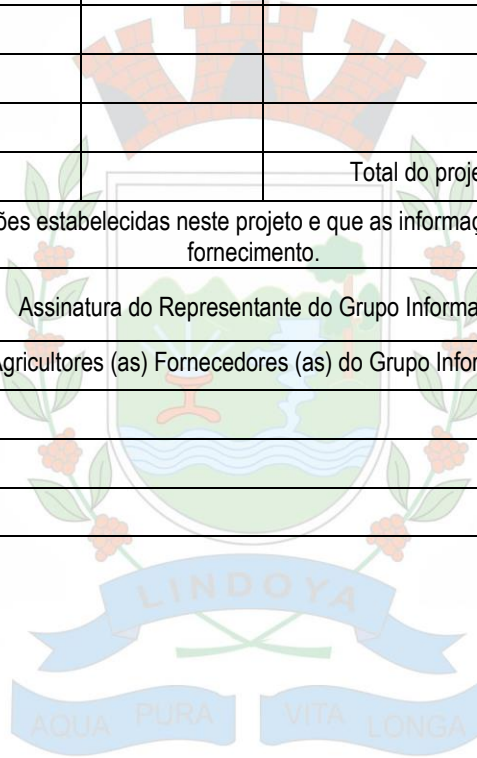 Total do proje
ões estabelecidas neste projeto e que as informaç
fornecimento.
Assinatura do Representante do Grupo Informa
Agricultores (as) Fornecedores (as) do Grupo Infor
LINDOYA
AQUA PURA VITA LONGA